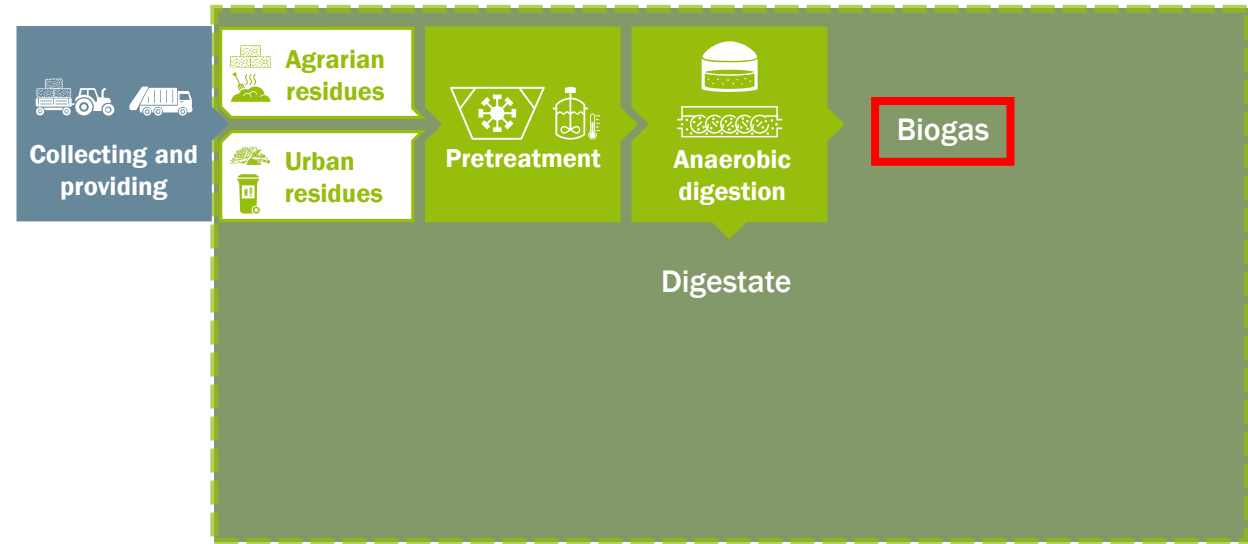 Collecting and
providing
Agrarian
residues
Urban
residues
Pretreatment
Anaerobic
digestion
Biogas
Digestate